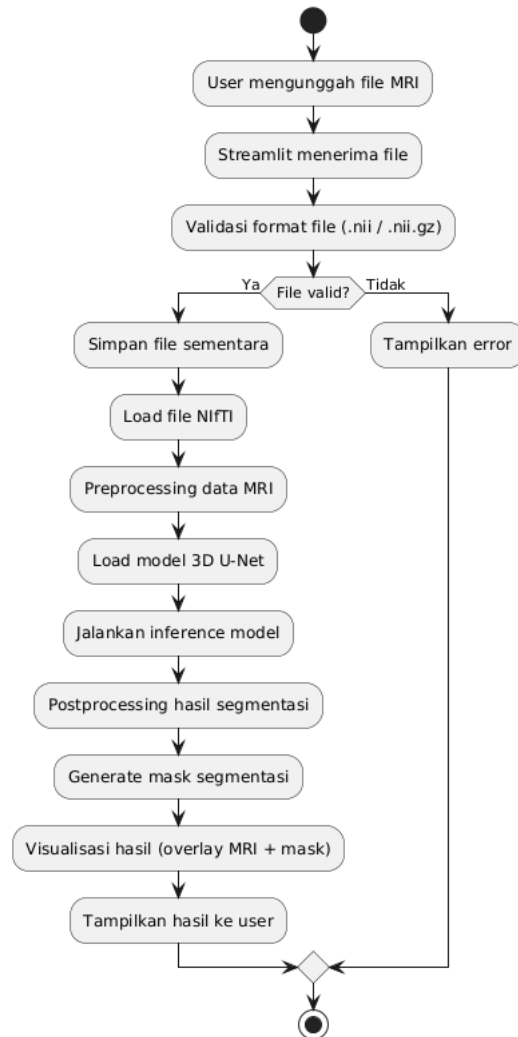 User mengunggah file MRI
Streamlit menerima file
Validasi format file (.nii / .nii.gz)
File valid?
Ya
Tidak
Simpan file sementara
Tampilkan error
Load file NIfTI
Preprocessing data MRI
Load model 3D U-Net
Jalankan inference model
Postprocessing hasil segmentasi
Generate mask segmentasi
Visualisasi hasil (overlay MRI + mask)
Tampilkan hasil ke user